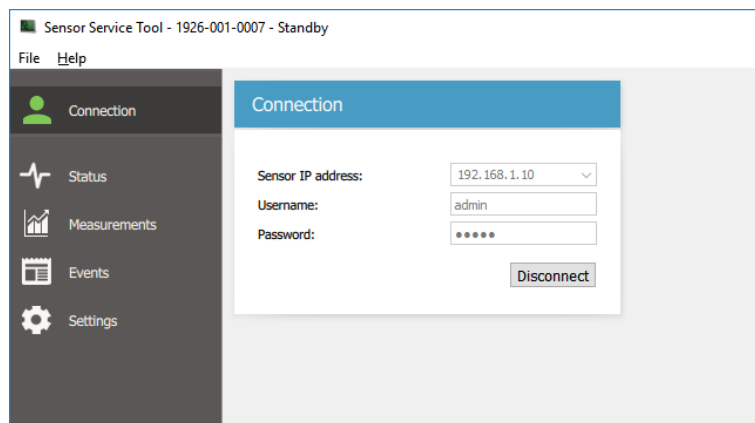 Sensor Service Tool - 1926-001-0007 - Standby
File Help
Connection
Status
Measurements
Events
Settings
Connection
Sensor IP address: 192.168.1.10
Username: admin
Password: •••••
Disconnect